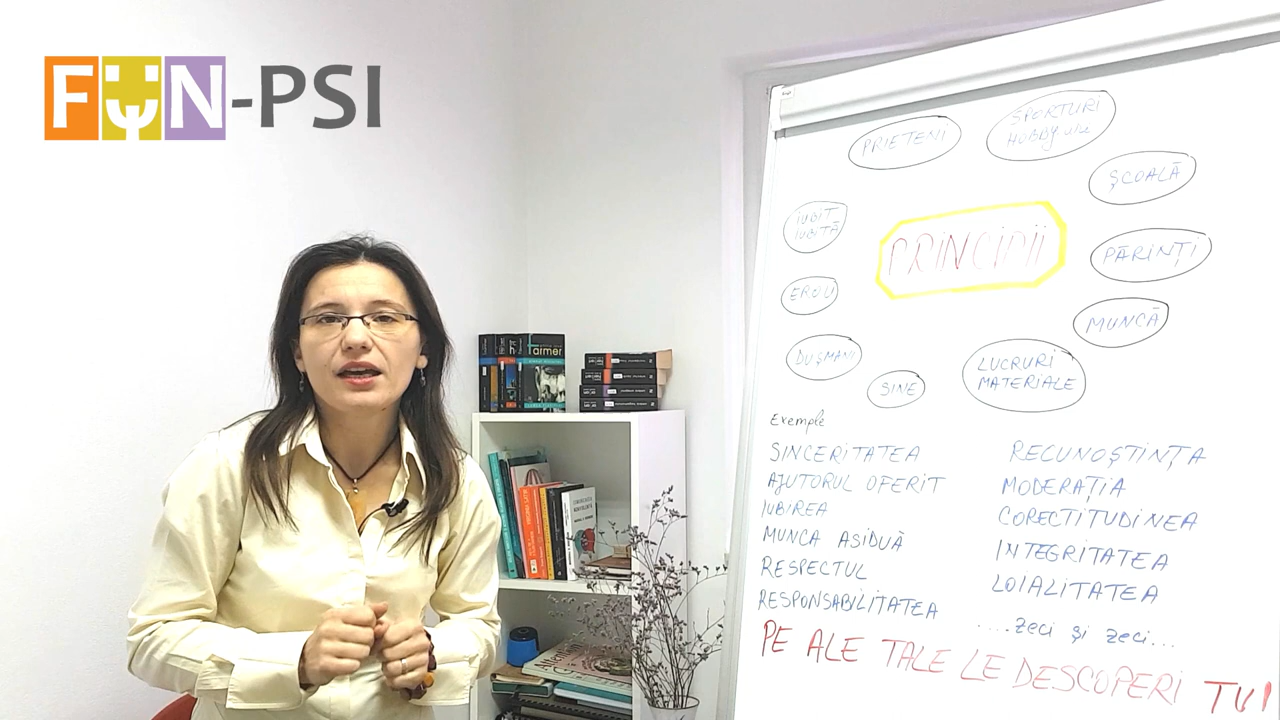 FUN-PSI
PRIETENI
SPORTURI
ȘCOALĂ
IUBIT
IUBITĂ
PRINCIPII
PĂRINȚI
EROU
MUNCĂ
DUȘMANI
SINE
LUCRURI
MATERIALE
Exemple
SINCERITATEA
AJUTORUL OFERIT
IUBIREA
MUNCA ASIDUĂ
RESPECTUL
RESPONSABILITATEA
RECUNOȘTINȚA
MODERAȚIA
CORECTITUDINEA
INTEGRITATEA
LOIALITATEA
....zeci și zeci...
PE ALE TALE LE DESCOPERI TU!